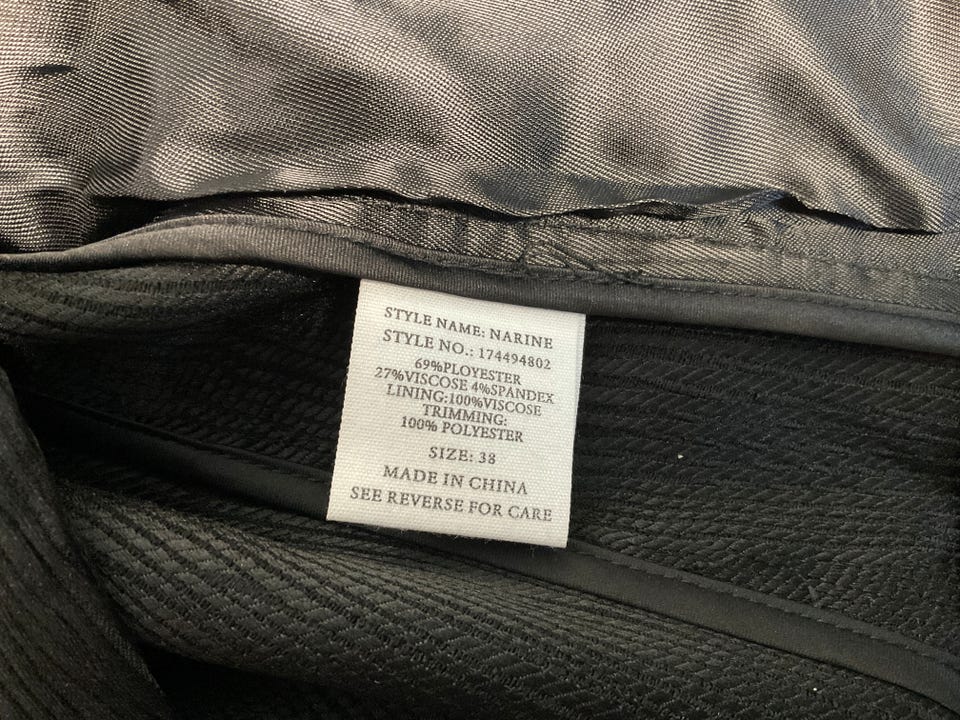 STYLE NAME: NARINE
STYLE NO.: 174494802
69%PLOYESTER
27%VISCOSE 4%SPANDEX
LINING:100%VISCOSE
TRIMMING:
100% POLYESTER
SIZE: 38
MADE IN CHINA
SEE REVERSE FOR CARE